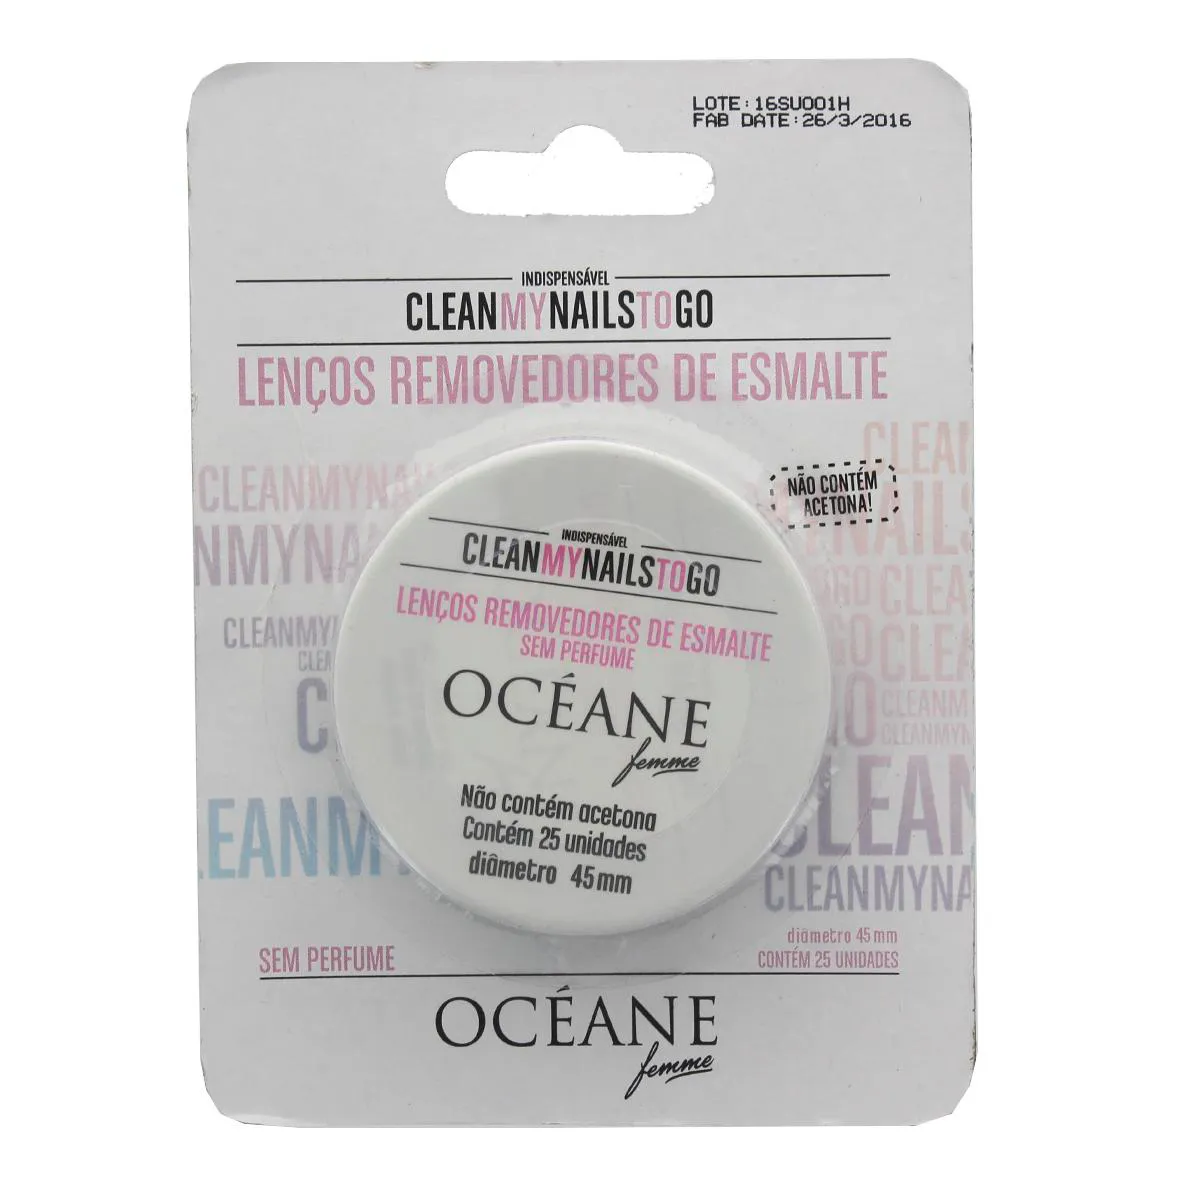 LOTE:16SU001H
FAB DATE:26/3/2016
INDISPENSÁVEL
CLEANMYNAILSTOGO
LENÇOS REMOVEDORES DE ESMALTE
NÃO CONTÉM
ACETONA!
INDISPENSÁVEL
CLEANMYNAILSTOGO
LENÇOS REMOVEDORES DE ESMALTE
SEM PERFUME
OCÉANE
femme
Não contém acetona
Contém 25 unidades
diâmetro 45mm
diâmetro 45mm
SEM PERFUME
CONTÉM 25 UNIDADES
OCÉANE
femme